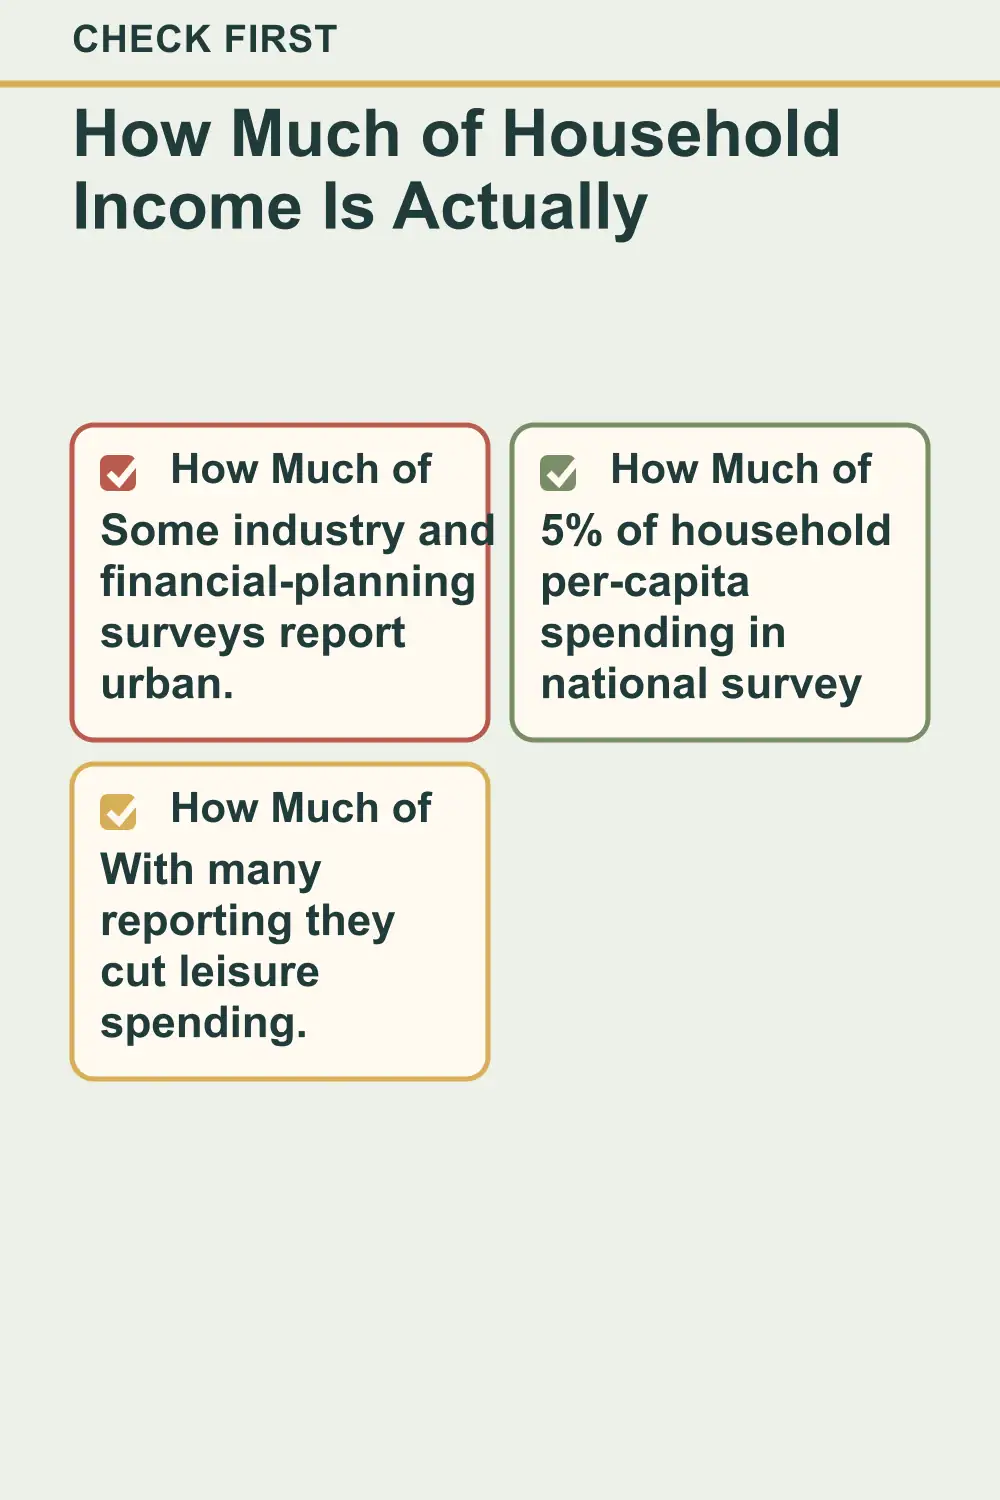 CHECK FIRST
How Much of Household
Income Is Actually
How Much of
Some industry and
financial-planning
surveys report
urban.
How Much of
5% of household
per-capita
spending in
national survey
How Much of
With many
reporting they
cut leisure
spending.